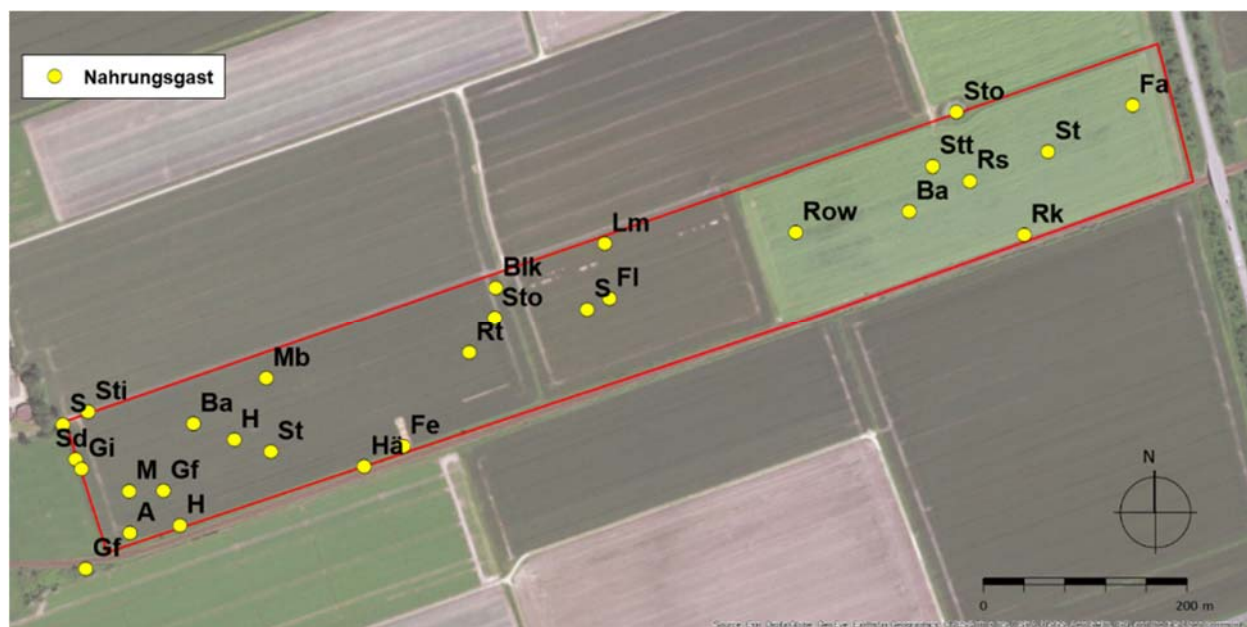 Nahrungsgast
Sto
Fa
Stt
Rs
St
Ba
Row
Rk
Lm
Blk
Sto
S
Fl
Rt
Mb
S
Sti
Ba
H
St
Sd
Gi
Hä
Fe
M
Gf
A
H
Gf
N
0
200 m